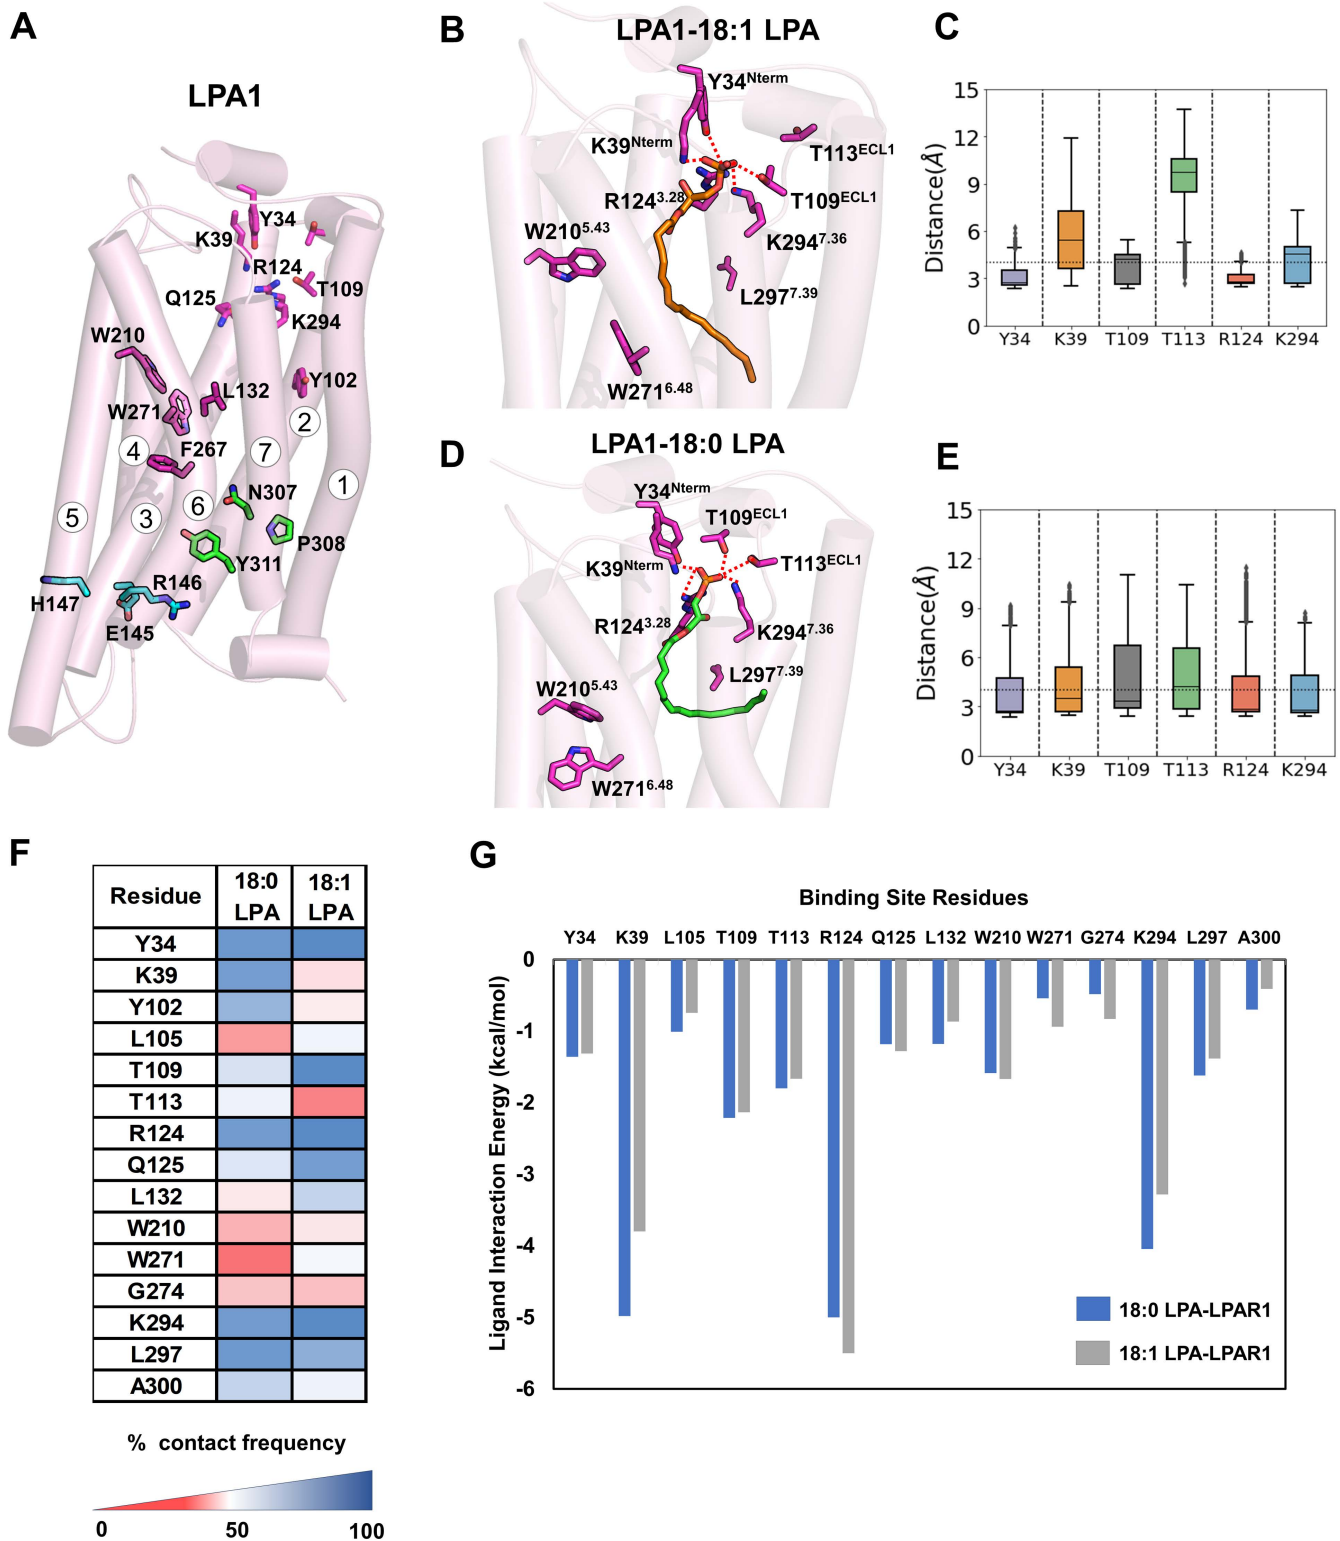 A
LPA1
Y34
K39
R124
T109
Q125
K294
W210
L132
Y102
W271
2
F267
4
7
N307
1
6
5
3
P308
Y311
R146
H147
E145
B
LPA1-18:1 LPA
Y34Nterm
K39Nterm
T113ECL1
R1243.28
T109ECL1
W2105.43
K2947.36
L2977.39
W2716.48
C
Distance(Å)
15
12
9
6
3
0
Y34 K39 T109 T113 R124 K294
D
LPA1-18:0 LPA
Y34Nterm
T109ECL1
K39Nterm
T113ECL1
R1243.28
K2947.36
L2977.39
W2105.43
W2716.48
E
Distance(Å)
15
12
9
6
3
0
Y34 K39 T109 T113 R124 K294
F
Residue 18:0 LPA 18:1 LPA
Y34
K39
Y102
L105
T109
T113
R124
Q125
L132
W210
W271
G274
K294
L297
A300
% contact frequency
0 50 100
G
Binding Site Residues
Y34 K39 L105 T109 T113 R124 Q125 L132 W210 W271 G274 K294 L297 A300
Ligand Interaction Energy (kcal/mol)
0
-1
-2
-3
-4
-5
-6
18:0 LPA-LPAR1
18:1 LPA-LPAR1